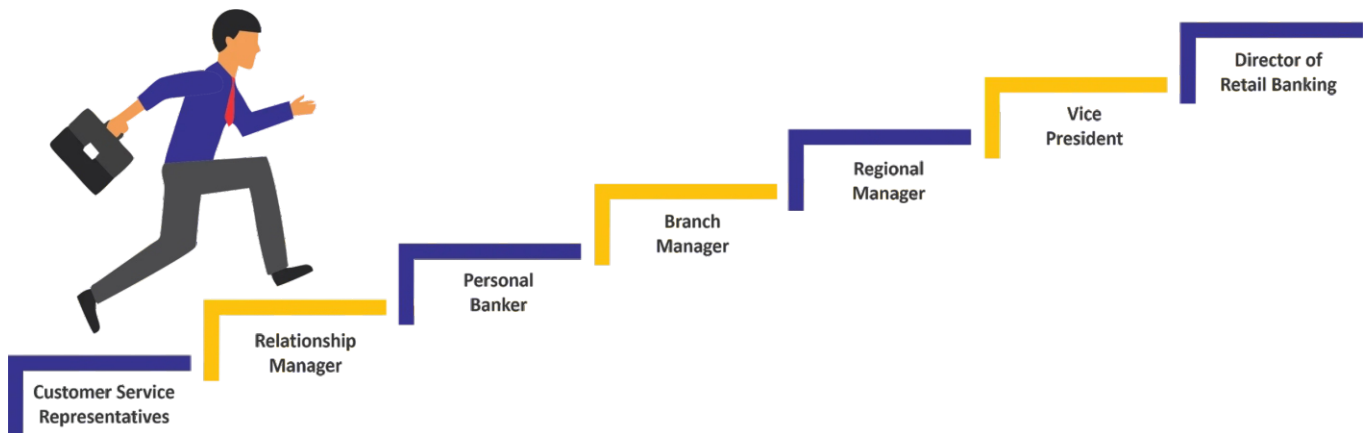 Customer Service
Representatives
Relationship
Manager
Personal
Banker
Branch
Manager
Regional
Manager
Vice
President
Director of
Retail Banking